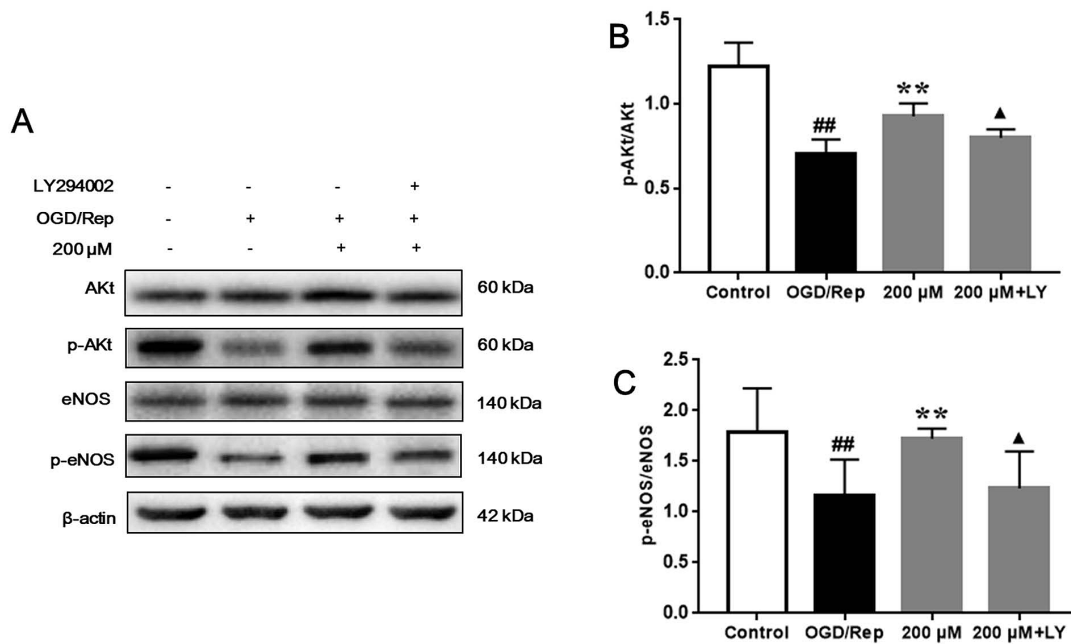 A
LY294002 - - - +
OGD/Rep - + + +
200 μM - - + +
AKt 60 kDa
p-AKt 60 kDa
eNOS 140 kDa
p-eNOS 140 kDa
β-actin 42 kDa
B
p-AKt/AKt
1.5
1.0
0.5
0.0
##
**
▲
Control OGD/Rep 200 μM 200 μM+LY
C
p-eNOS/eNOS
2.5
2.0
1.5
1.0
0.5
0.0
##
**
▲
Control OGD/Rep 200 μM 200 μM+LY